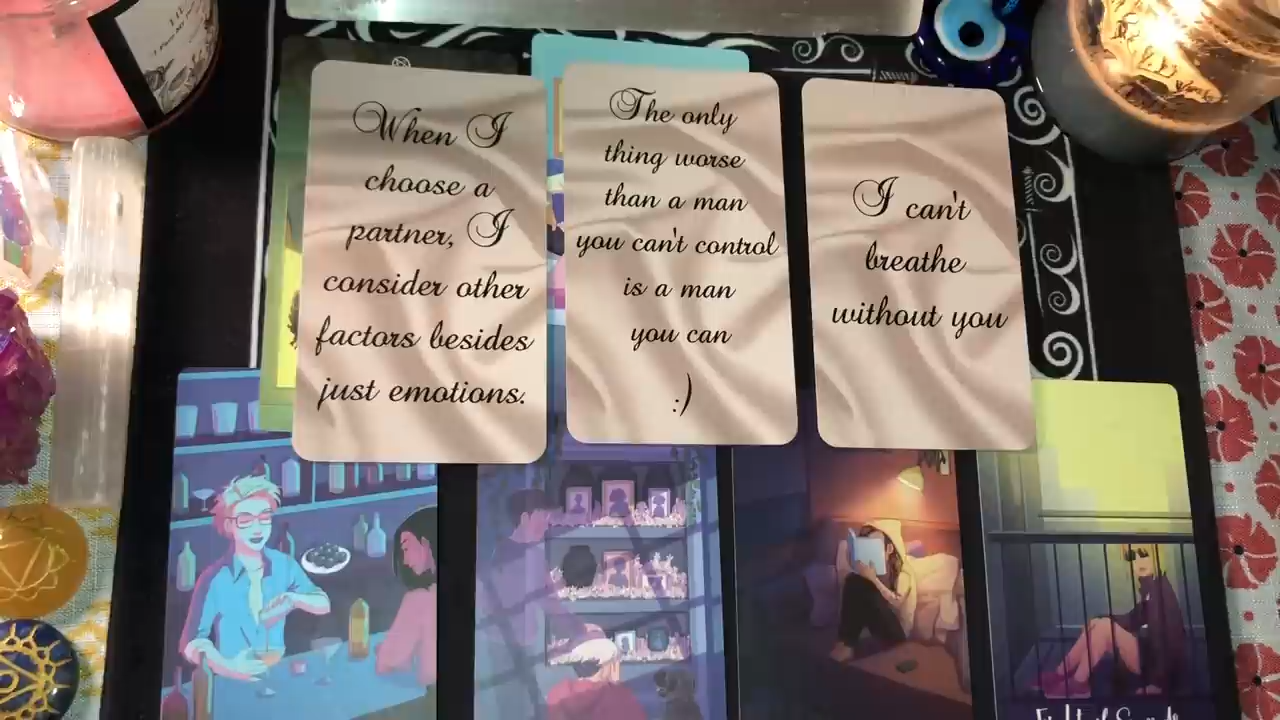 When I
choose a
partner, I
consider other
factors besides
just emotions.
The only
thing worse
than a man
you can't control
is a man
you can
:)
I can't
breathe
without you